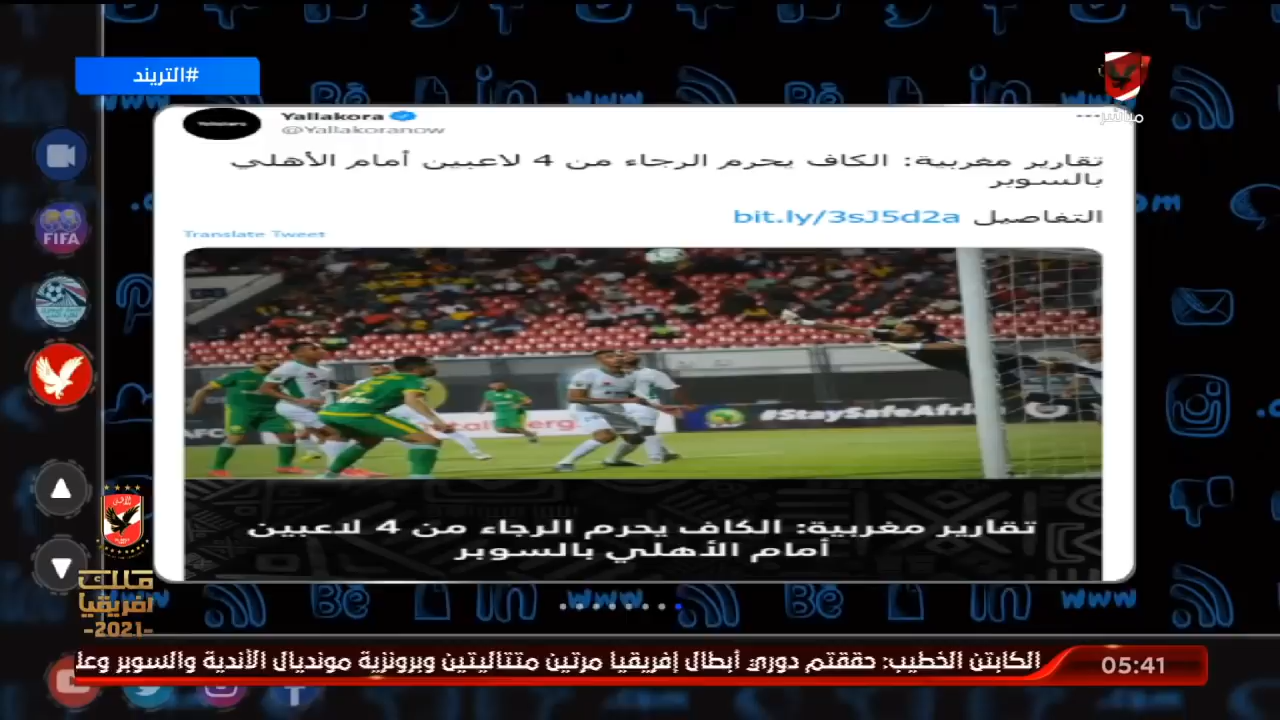 #التريند
مباشر
Yallakora
@Yallakoranow
تقارير مغربية: الكاف يحرم الرجاء من 4 لاعبين أمام الأهلي
بالسوبر
التفاصيل bit.ly/3sJ5d2a
Translate Tweet
FIFA
#StaySafeAfri
تقارير مغربية: الكاف يحرم الرجاء من 4 لاعبين
أمام الأهلي بالسوبر
ملك
افريقيا
-2021-
الكابتن الخطيب: حققتم دوري أبطال إفريقيا مرتين متتاليتين وبرونزية مونديال الأندية والسوبر وعا
05:41